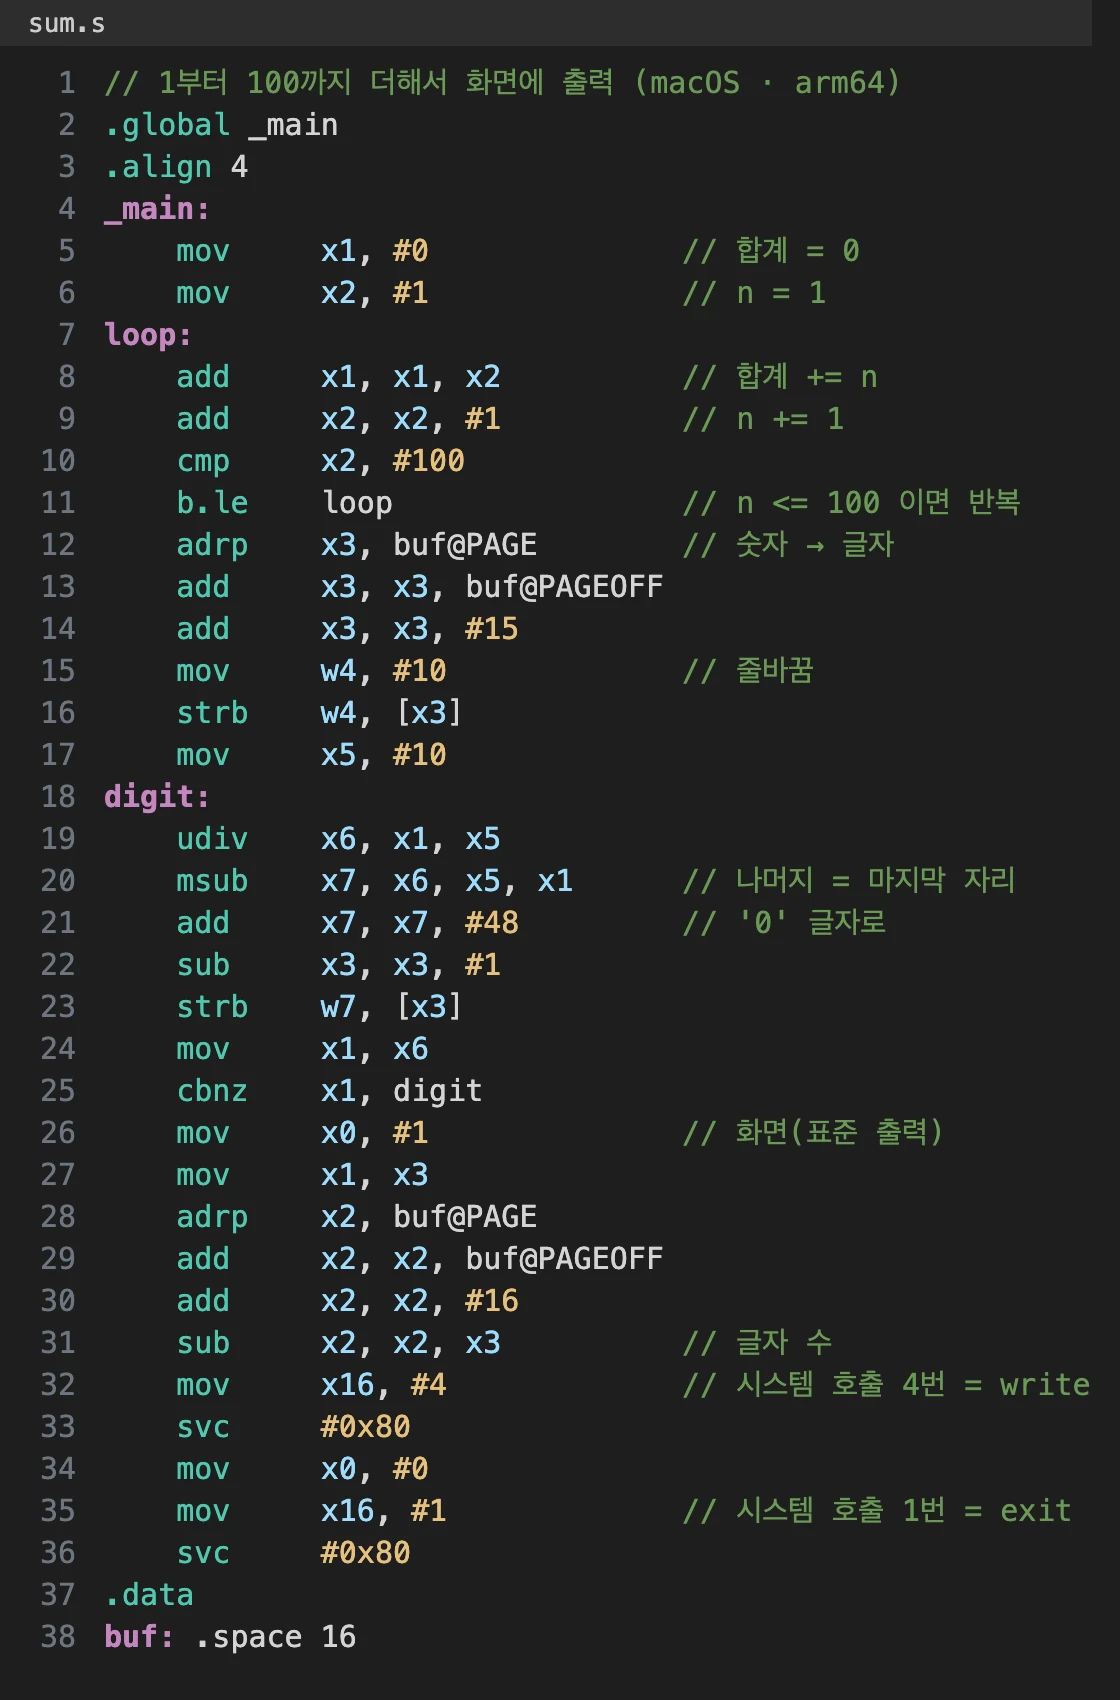 sum.s
1 // 1부터 100까지 더해서 화면에 출력 (macOS · arm64)
2 .global _main
3 .align 4
4 _main:
5 mov x1, #0 // 합계 = 0
6 mov x2, #1 // n = 1
7 loop:
8 add x1, x1, x2 // 합계 += n
9 add x2, x2, #1 // n += 1
10 cmp x2, #100
11 b.le loop // n <= 100 이면 반복
12 adrp x3, buf@PAGE // 숫자 → 글자
13 add x3, x3, buf@PAGEOFF
14 add x3, x3, #15
15 mov w4, #10 // 줄바꿈
16 strb w4, [x3]
17 mov x5, #10
18 digit:
19 udiv x6, x1, x5
20 msub x7, x6, x5, x1 // 나머지 = 마지막 자리
21 add x7, x7, #48 // '0' 글자로
22 sub x3, x3, #1
23 strb w7, [x3]
24 mov x1, x6
25 cbnz x1, digit
26 mov x0, #1 // 화면(표준 출력)
27 mov x1, x3
28 adrp x2, buf@PAGE
29 add x2, x2, buf@PAGEOFF
30 add x2, x2, #16
31 sub x2, x2, x3 // 글자 수
32 mov x16, #4 // 시스템 호출 4번 = write
33 svc #0x80
34 mov x0, #0
35 mov x16, #1 // 시스템 호출 1번 = exit
36 svc #0x80
37 .data
38 buf: .space 16